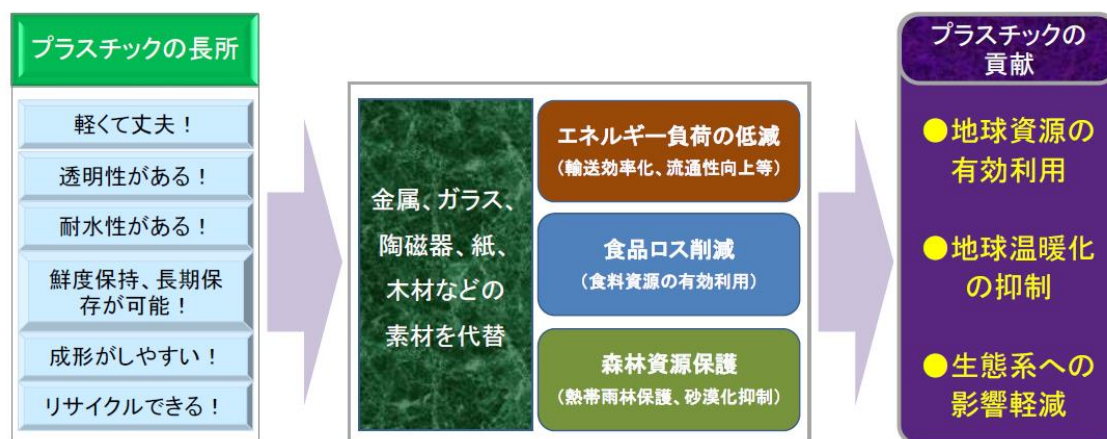 プラスチックの長所
軽くて丈夫！
透明性がある！
耐水性がある！
鮮度保持、長期保
存が可能！
成形がしやすい！
リサイクルできる！
金属、ガラス、
陶磁器、紙、
木材などの
素材を代替
エネルギー負荷の低減
（輸送効率化、流通性向上等）
食品ロス削減
（食料資源の有効利用）
森林資源保護
（熱帯雨林保護、砂漠化抑制）
プラスチックの
貢献
●地球資源の
有効利用
●地球温暖化
の抑制
●生態系への
影響軽減